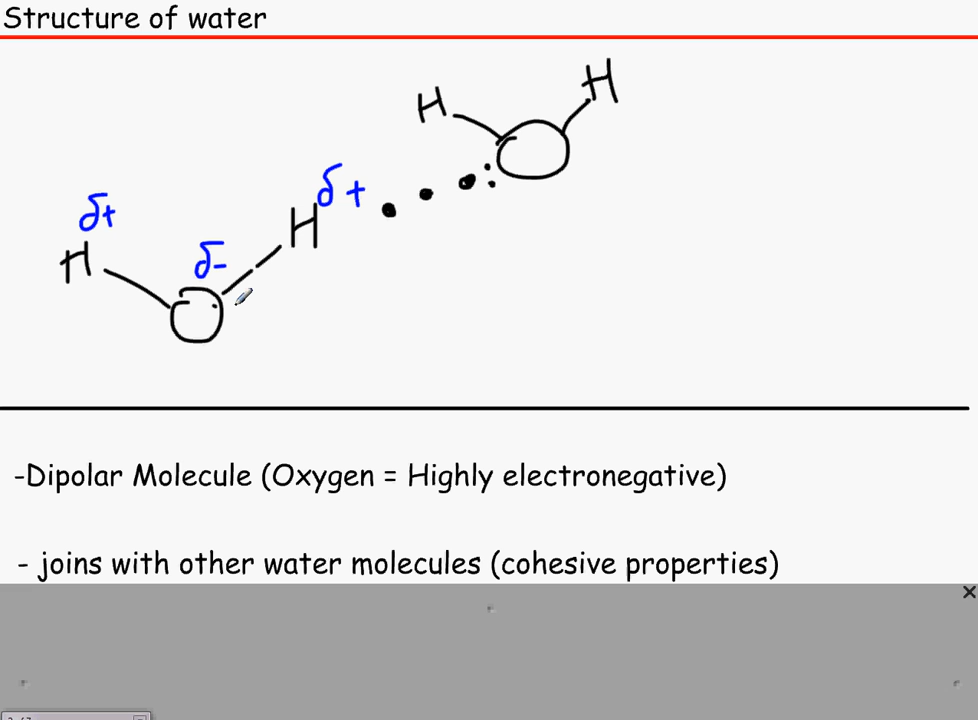 Structure of water
H H
δ+ H δ+
H δ- O
O
-Dipolar Molecule (Oxygen = Highly electronegative)
- joins with other water molecules (cohesive properties)